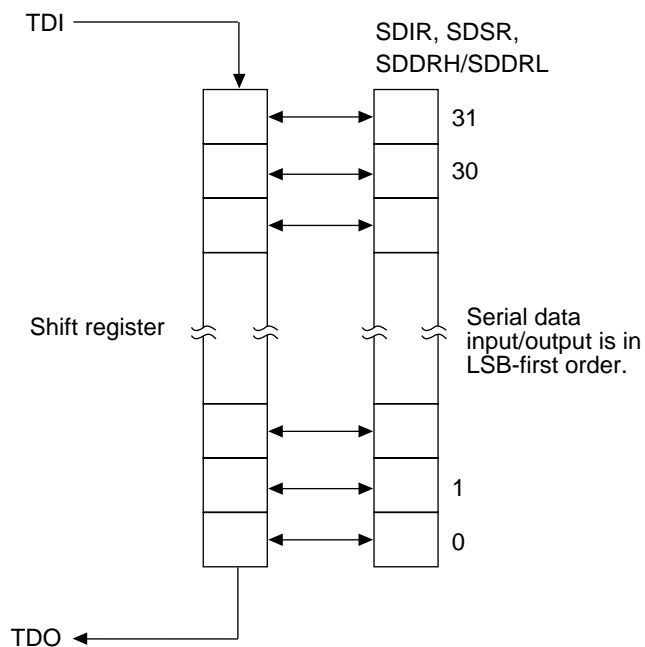 TDI
SDIR, SDSR,
SDDRH/SDDRL
31
30
Shift register
Serial data
input/output is in
LSB-first order.
1
0
TDO